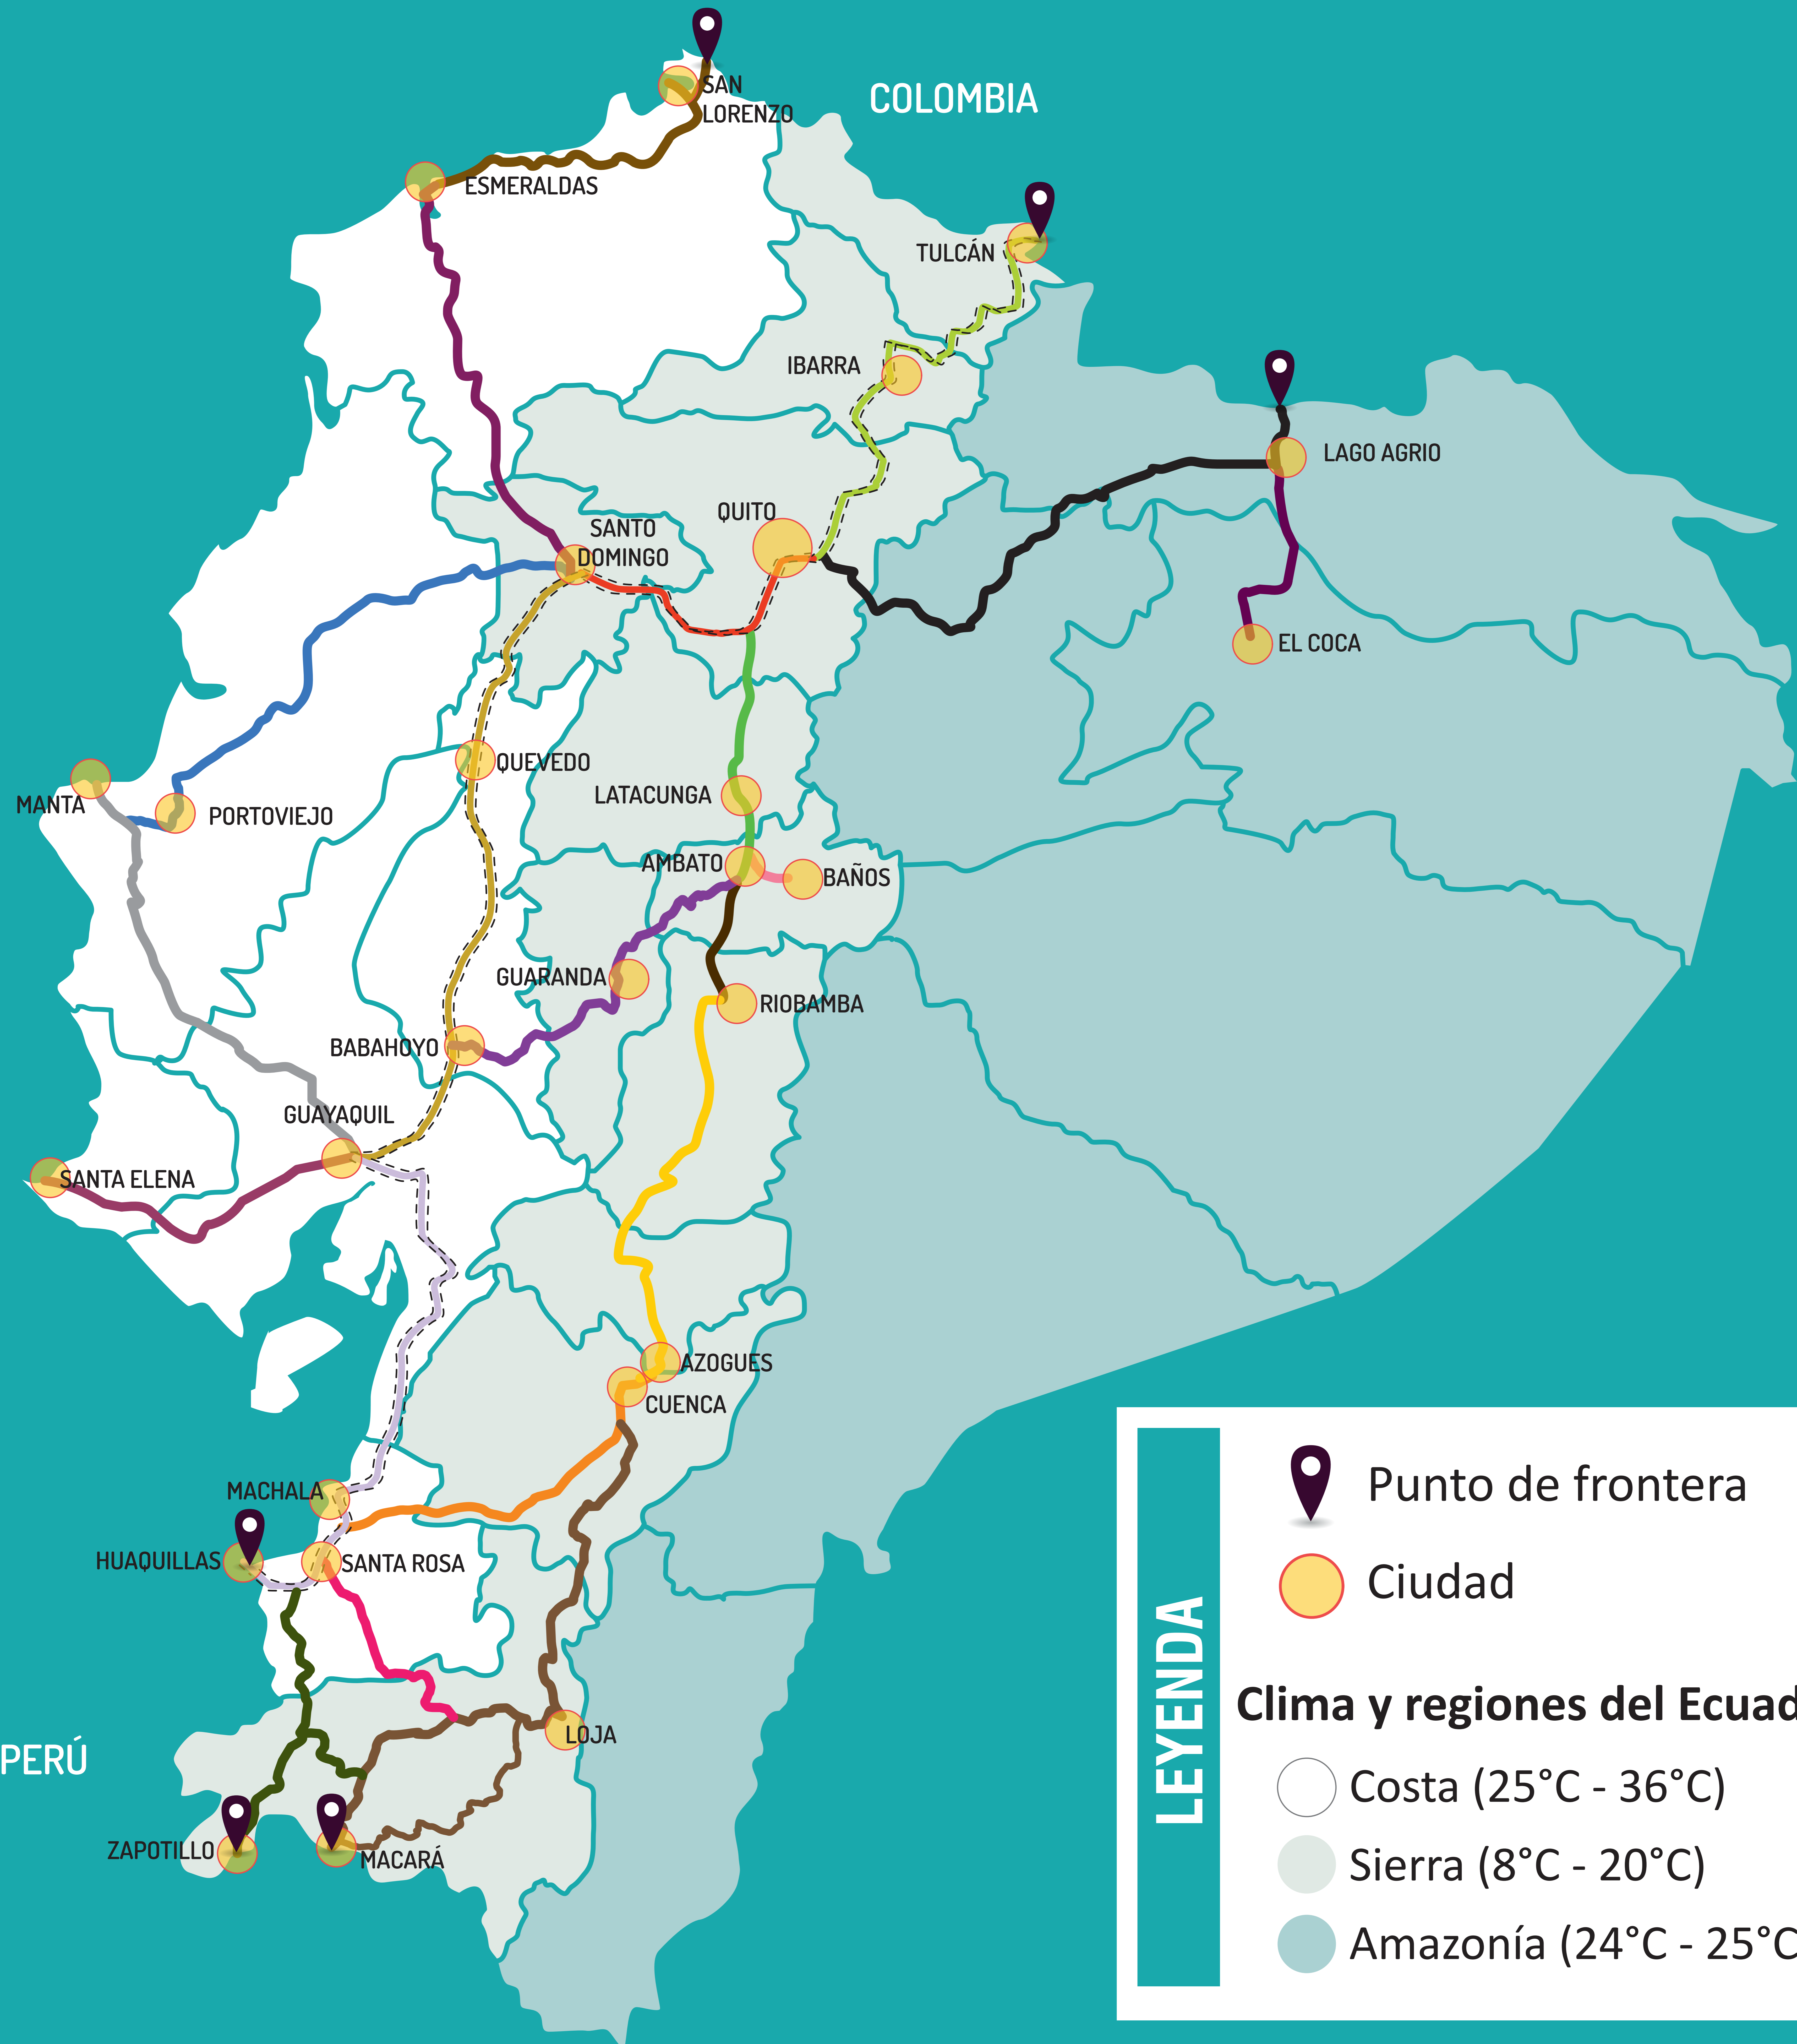 COLOMBIA
SAN
LORENZO
ESMERALDAS
TULCÁN
IBARRA
LAGO AGRIO
QUITO
SANTO
DOMINGO
EL COCA
QUEVEDO
LATACUNGA
MANTA
PORTOVIEJO
AMBATO
BAÑOS
GUARANDA
RIOBAMBA
BABAHOYO
GUAYAQUIL
SANTA ELENA
AZOGUES
CUENCA
MACHALA
HUAQUILLAS
SANTA ROSA
LOJA
PERÚ
ZAPOTILLO
MACARÁ
LEYENDA
Punto de frontera
Ciudad
Clima y regiones del Ecuad
Costa (25°C - 36°C)
Sierra (8°C - 20°C)
Amazonía (24°C - 25°C